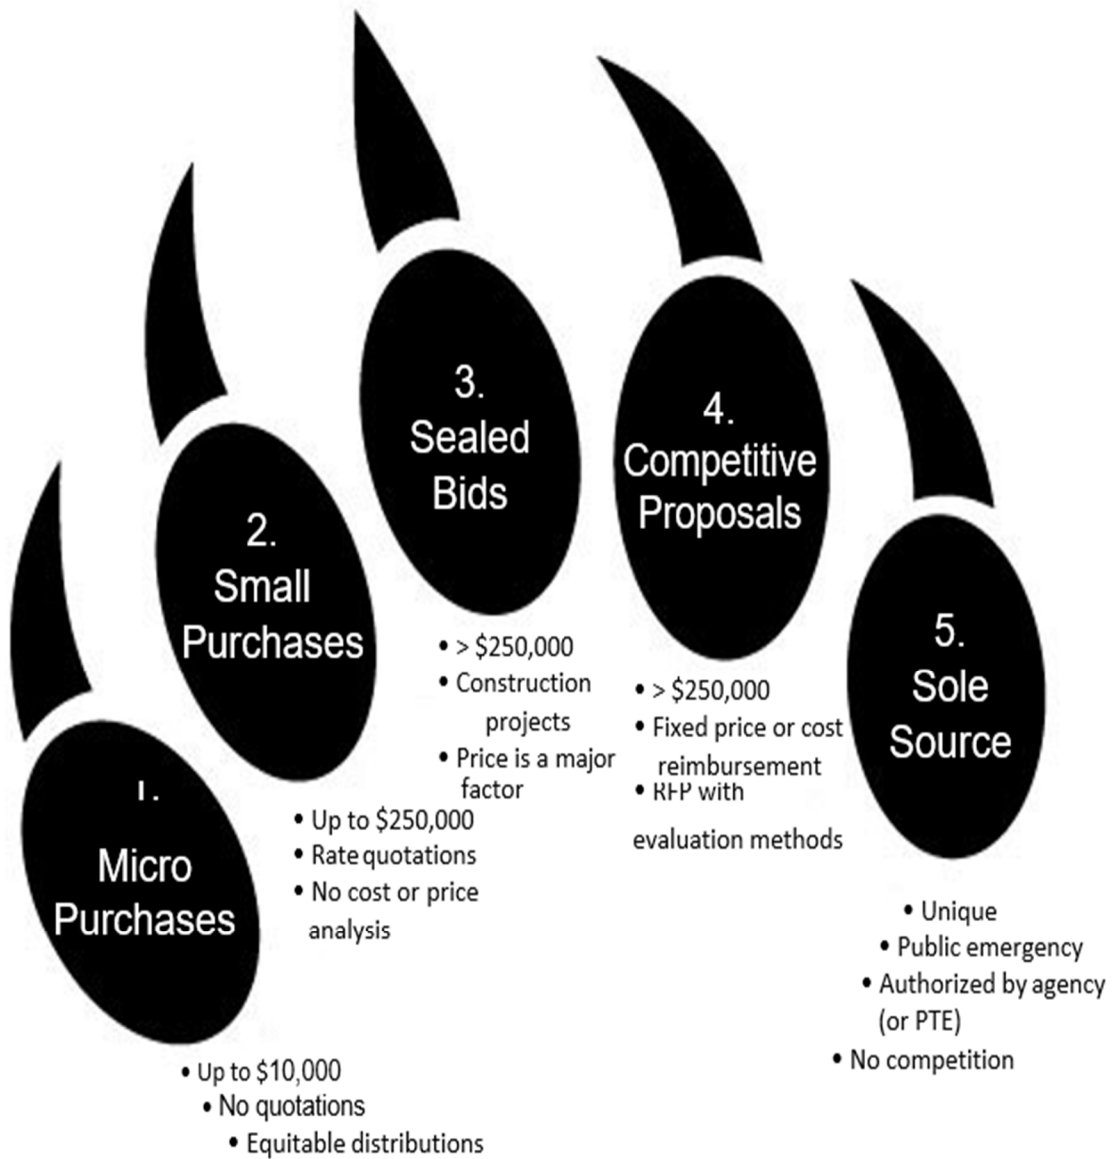 1.
Micro
Purchases
• Up to $10,000
• No quotations
• Equitable distributions
2.
Small
Purchases
• Up to $250,000
• Rate quotations
• No cost or price
analysis
3.
Sealed
Bids
• > $250,000
• Construction
projects
• Price is a major
factor
4.
Competitive
Proposals
• > $250,000
• Fixed price or cost
reimbursement
• RFP with
evaluation methods
5.
Sole
Source
• Unique
• Public emergency
• Authorized by agency
(or PTE)
• No competition